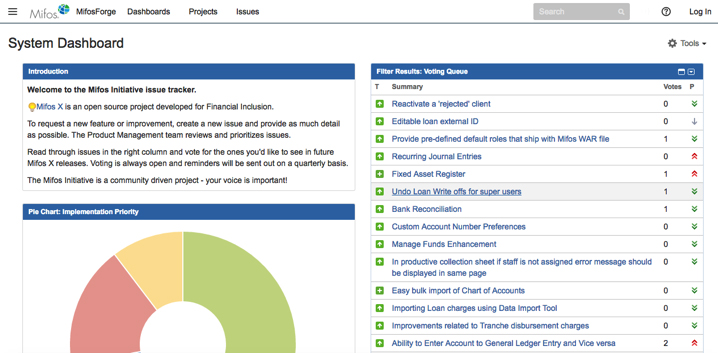 Mifos MifosForge Dashboards Projects Issues Search Log In
System Dashboard
Tools
Introduction
Welcome to the Mifos Initiative issue tracker.
Mifos X is an open source project developed for Financial Inclusion.
To request a new feature or improvement, create a new issue and provide as much detail
as possible. The Product Management team reviews and prioritizes issues.
Read through issues in the right column and vote for the ones you'd like to see in future
Mifos X releases. Voting is always open and reminders will be sent out on a quarterly basis.
The Mifos Initiative is a community driven project - your voice is important!
Pie Chart: Implementation Priority
Filter Results: Voting Queue
T Summary Votes P
Reactivate a 'rejected' client 0
Editable loan external ID 0
Provide pre-defined default roles that ship with Mifos WAR file 1
Recurring Journal Entries 0
Fixed Asset Register 1
Undo Loan Write offs for super users 1
Bank Reconciliation 1
Custom Account Number Preferences 0
Manage Funds Enhancement 0
In productive collection sheet if staff is not assigned error message should 0
be displayed in same page
Easy bulk import of Chart of Accounts 0
Importing Loan charges using Data Import Tool 0
Improvements related to Tranche disbursement charges 0
Ability to Enter Account to General Ledger Entry and Vice versa 2